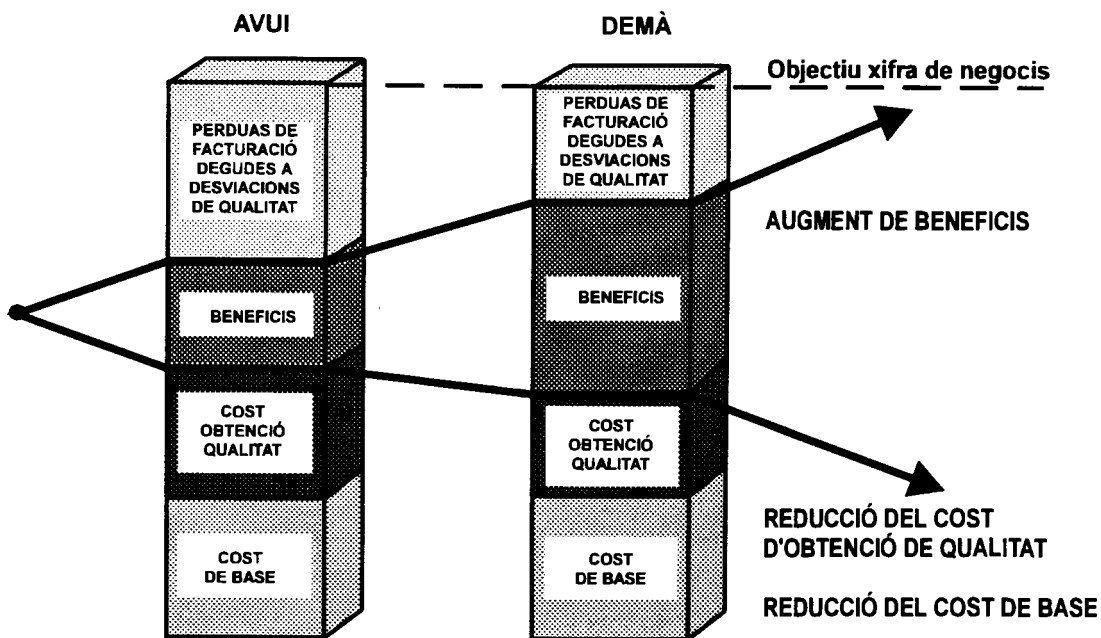 AVUI
DEMÀ
Objectiu xifra de negocis
PERDUAS DE
FACTURACIÓ
DEGUDES A
DESVIACIONS
DE QUALITAT
PERDUAS DE
FACTURACIÓ
DEGUDES A
DESVIACIONS
DE QUALITAT
AUGMENT DE BENEFICIS
BENEFICIS
BENEFICIS
COST
OBTENCIÓ
QUALITAT
COST
OBTENCIÓ
QUALITAT
REDUCCIÓ DEL COST
D'OBTENCIÓ DE QUALITAT
COST
DE BASE
COST
DE BASE
REDUCCIÓ DEL COST DE BASE